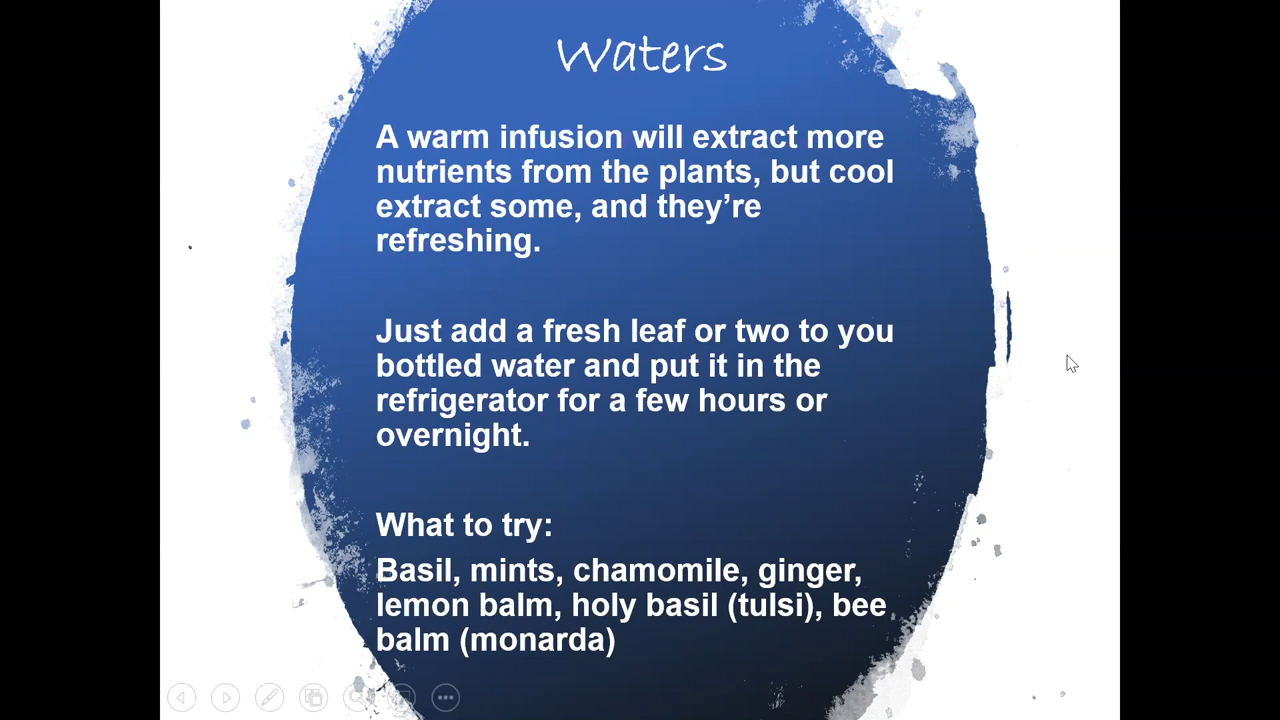 Waters
A warm infusion will extract more
nutrients from the plants, but cool
extract some, and they’re
refreshing.
Just add a fresh leaf or two to you
bottled water and put it in the
refrigerator for a few hours or
overnight.
What to try:
Basil, mints, chamomile, ginger,
lemon balm, holy basil (tulsi), bee
balm (monarda)